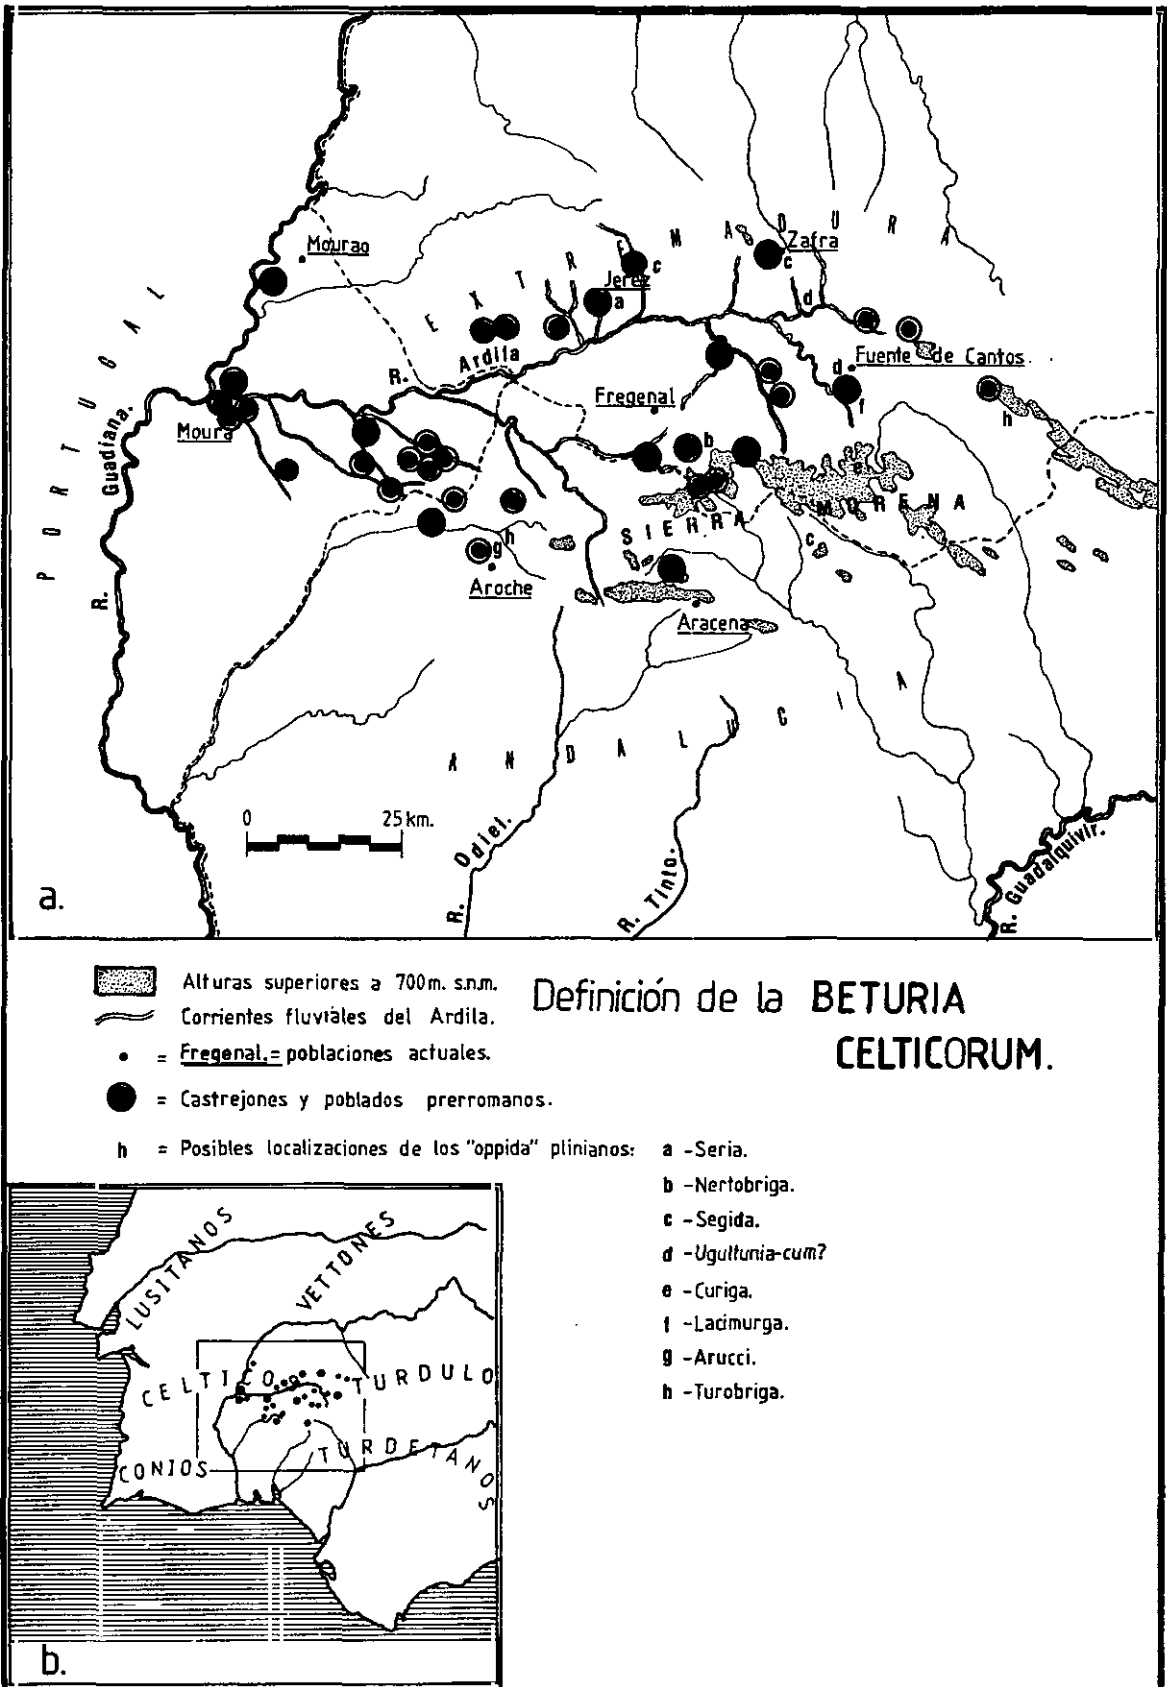 PORTUGAL
EXTREMADURA
Mourao
Zafra
c
c
Jerez
a
d
Ardila
R.
Fuente de Cantos.
d
f
Fregenal
h
Moura
R. Guadiana.
b
e
SIERRA MORENA
c
g
h
Aroche
Aracena
ANDALUCIA
0 25 km.
R. Odiel.
R. Tinto.
R. Guadalquivir.
a.
Alturas superiores a 700m. s.n.m.
Corrientes fluviales del Ardila.
• = Fregenal.= poblaciones actuales.
= Castrejones y poblados prerromanos.
h = Posibles localizaciones de los "oppida" plinianos:
Definición de la BETURIA
CELTICORUM.
a -Seria.
b -Nertobriga.
c -Segida.
d -Ugultunia-cum?
e -Curiga.
f -Lacimurga.
g -Arucci.
h -Turobriga.
LUSITANOS
VETTONES
CELTICO
TURDULO
TURDETANOS
CONIOS
b.